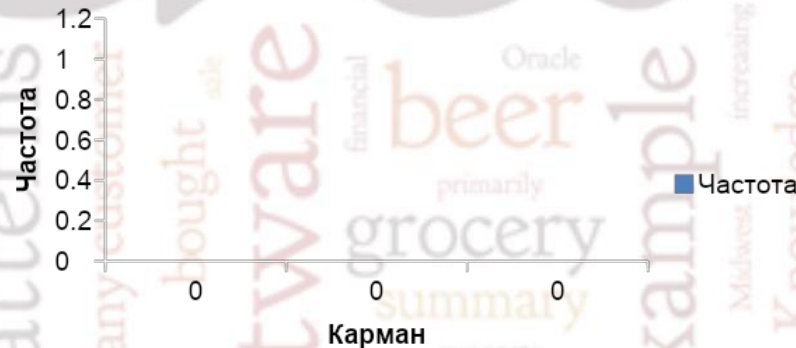 1.2
1
0.8
0.6
0.4
0.2
0
Частота
0 0 0
Карман
Частота
customer
bought
sale
financial
Oracle
beer
primarily
grocery
summary
increasing
Midwest
any